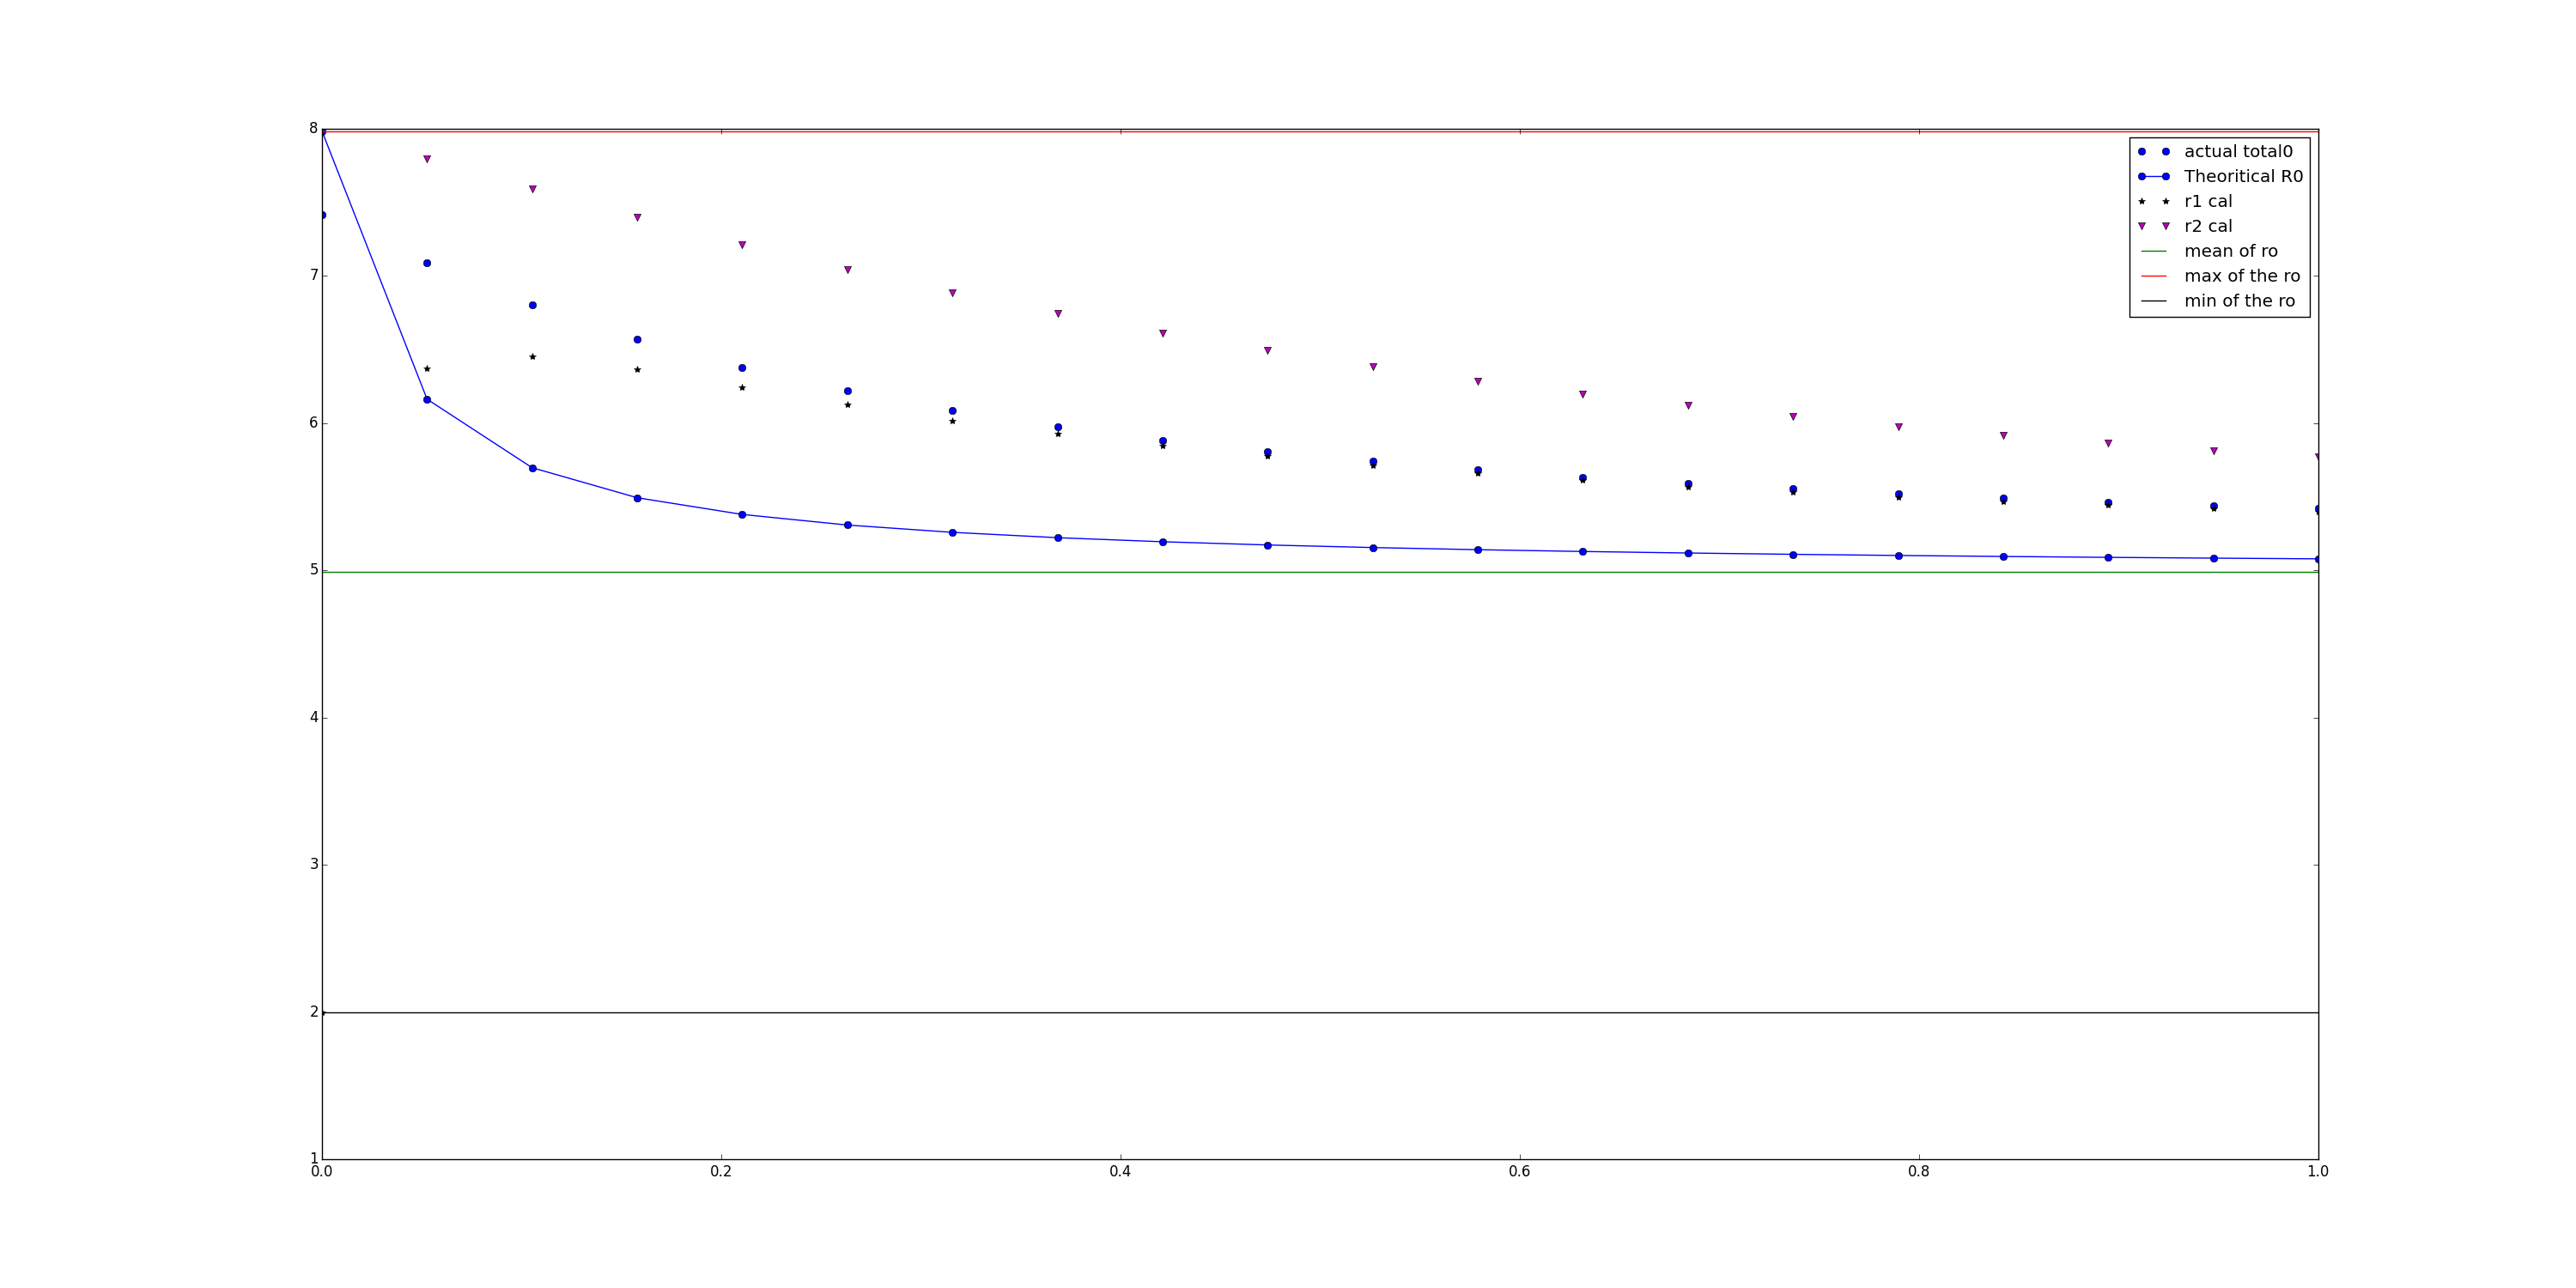 8
7
6
5
4
3
2
1
0.0 0.2 0.4 0.6 0.8 1.0
actual total0
Theoritical R0
r1 cal
r2 cal
mean of ro
max of the ro
min of the ro